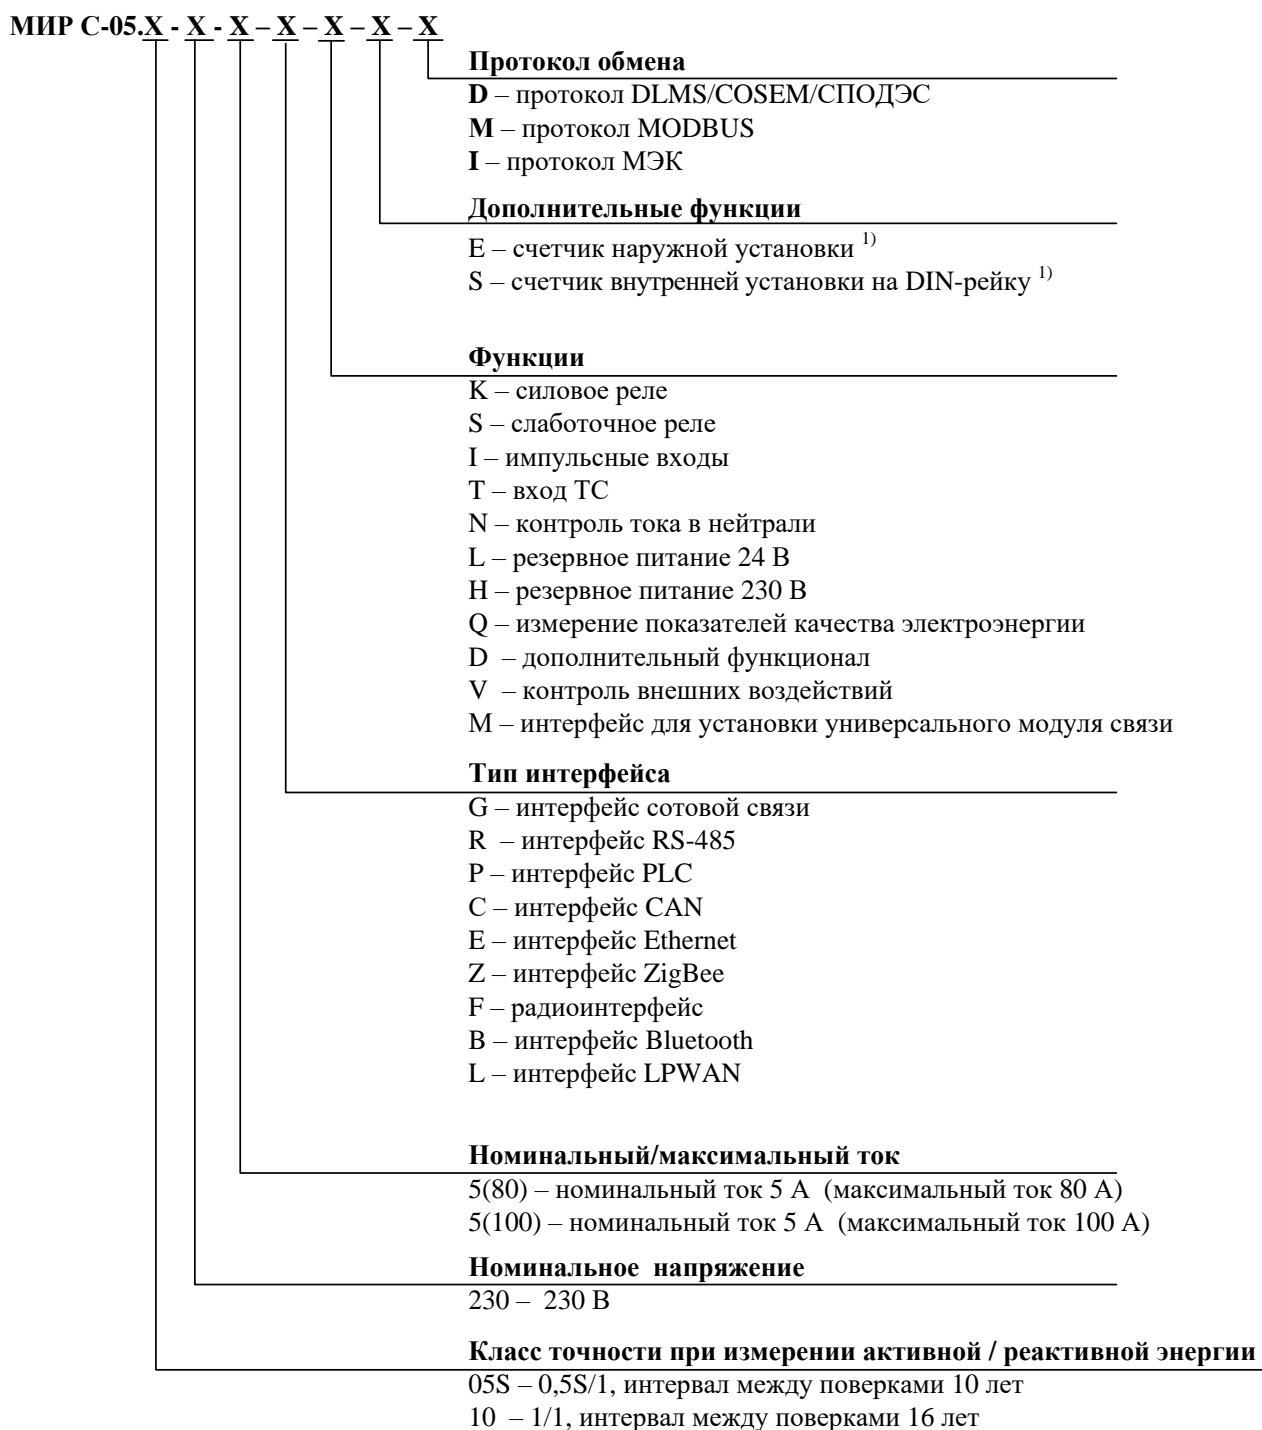 МИР С-05.Х - Х - Х – Х – Х – Х – Х
Протокол обмена
D – протокол DLMS/COSEM/СПОДЭС
M – протокол MODBUS
I – протокол МЭК
Дополнительные функции
E – счетчик наружной установки 1)
S – счетчик внутренней установки на DIN-рейку 1)
Функции
K – силовое реле
S – слаботочное реле
I – импульсные входы
T – вход ТС
N – контроль тока в нейтрали
L – резервное питание 24 В
H – резервное питание 230 В
Q – измерение показателей качества электроэнергии
D – дополнительный функционал
V – контроль внешних воздействий
M – интерфейс для установки универсального модуля связи
Тип интерфейса
G – интерфейс сотовой связи
R – интерфейс RS-485
P – интерфейс PLC
C – интерфейс CAN
E – интерфейс Ethernet
Z – интерфейс ZigBee
F – радиоинтерфейс
B – интерфейс Bluetooth
L – интерфейс LPWAN
Номинальный/максимальный ток
5(80) – номинальный ток 5 А (максимальный ток 80 А)
5(100) – номинальный ток 5 А (максимальный ток 100 А)
Номинальное напряжение
230 – 230 В
Класс точности при измерении активной / реактивной энергии
05S – 0,5S/1, интервал между поверками 10 лет
10 – 1/1, интервал между поверками 16 лет